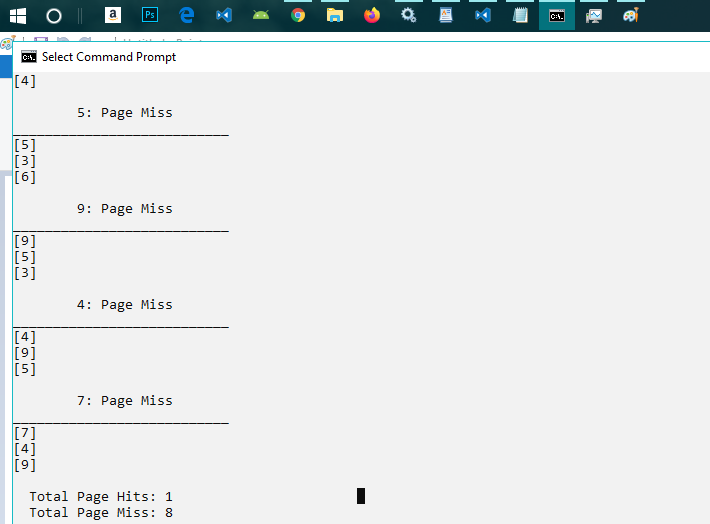 a
Ps
C:\.
C:\. Select Command Prompt
[4]
5: Page Miss
___________________________
[5]
[3]
[6]
9: Page Miss
___________________________
[9]
[5]
[3]
4: Page Miss
___________________________
[4]
[9]
[5]
7: Page Miss
___________________________
[7]
[4]
[9]
Total Page Hits: 1
Total Page Miss: 8